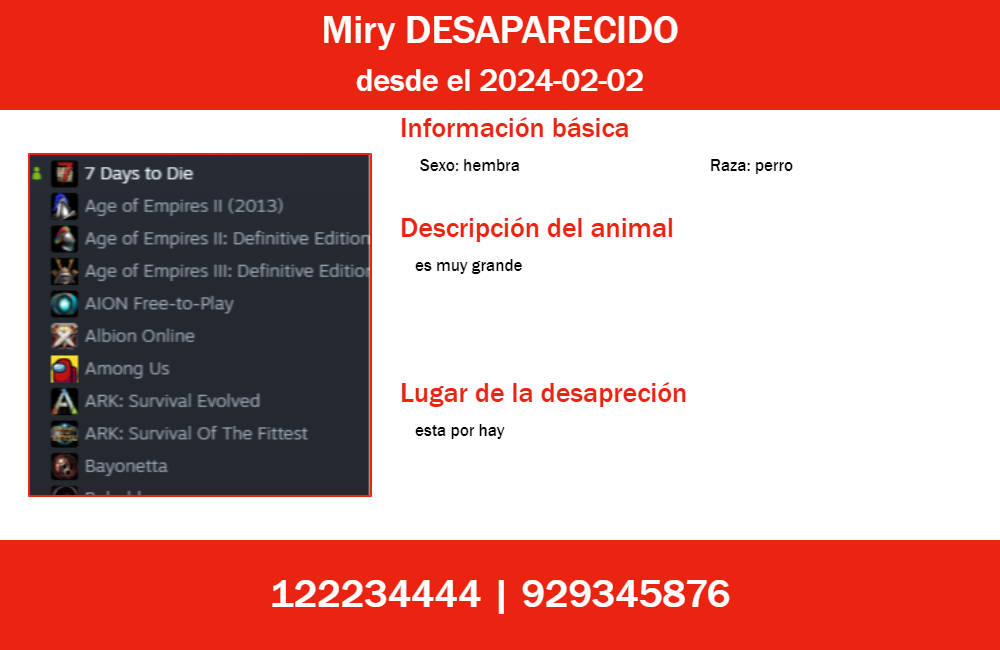 Miry DESAPARECIDO
desde el 2024-02-02
Información básica
Sexo: hembra
Raza: perro
Descripción del animal
es muy grande
Lugar de la desapreción
esta por hay
7 Days to Die
Age of Empires II (2013)
Age of Empires II: Definitive Edition
Age of Empires III: Definitive Edition
AION Free-to-Play
Albion Online
Among Us
ARK: Survival Evolved
ARK: Survival Of The Fittest
Bayonetta
122234444 | 929345876